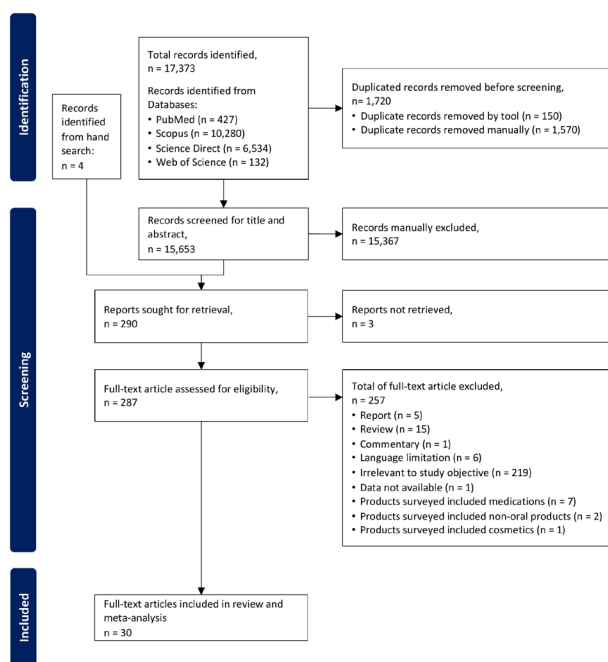 Identification
Records
identified
from hand
search:
n = 4
Total records identified,
n = 17,373
Records identified from
Databases:
• PubMed (n = 427)
• Scopus (n = 10,280)
• Science Direct (n = 6,534)
• Web of Science (n = 132)
Duplicated records removed before screening,
n= 1,720
• Duplicate records removed by tool (n = 150)
• Duplicate records removed manually (n = 1,570)
Screening
Records screened for title and
abstract,
n = 15,653
Records manually excluded,
n = 15,367
Reports sought for retrieval,
n = 290
Reports not retrieved,
n = 3
Full-text article assessed for eligibility,
n = 287
Total of full-text article excluded,
n = 257
• Report (n = 5)
• Review (n = 15)
• Commentary (n = 1)
• Language limitation (n = 6)
• Irrelevant to study objective (n = 219)
• Data not available (n = 1)
• Products surveyed included medications (n = 7)
• Products surveyed included non-oral products (n = 2)
• Products surveyed included cosmetics (n = 1)
Included
Full-text articles included in review and
meta-analysis
n = 30